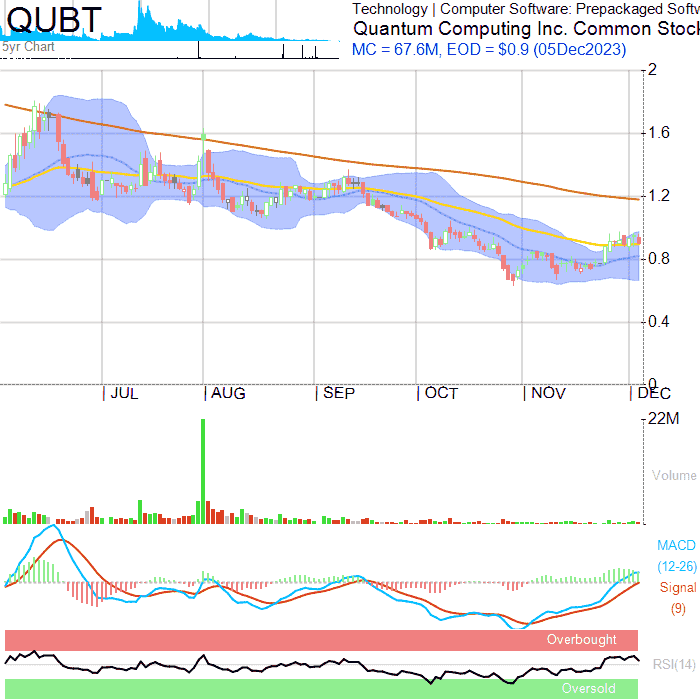 QUBT
Technology | Computer Software: Prepackaged Softw
Quantum Computing Inc. Common Stock
5yr Chart
MC = 67.6M, EOD = $0.9 (05Dec2023)
2
1.6
1.2
0.8
0.4
0
JUL
AUG
SEP
OCT
NOV
DEC
22M
Volume
MACD
(12-26)
Signal
(9)
Overbought
RSI(14)
Oversold